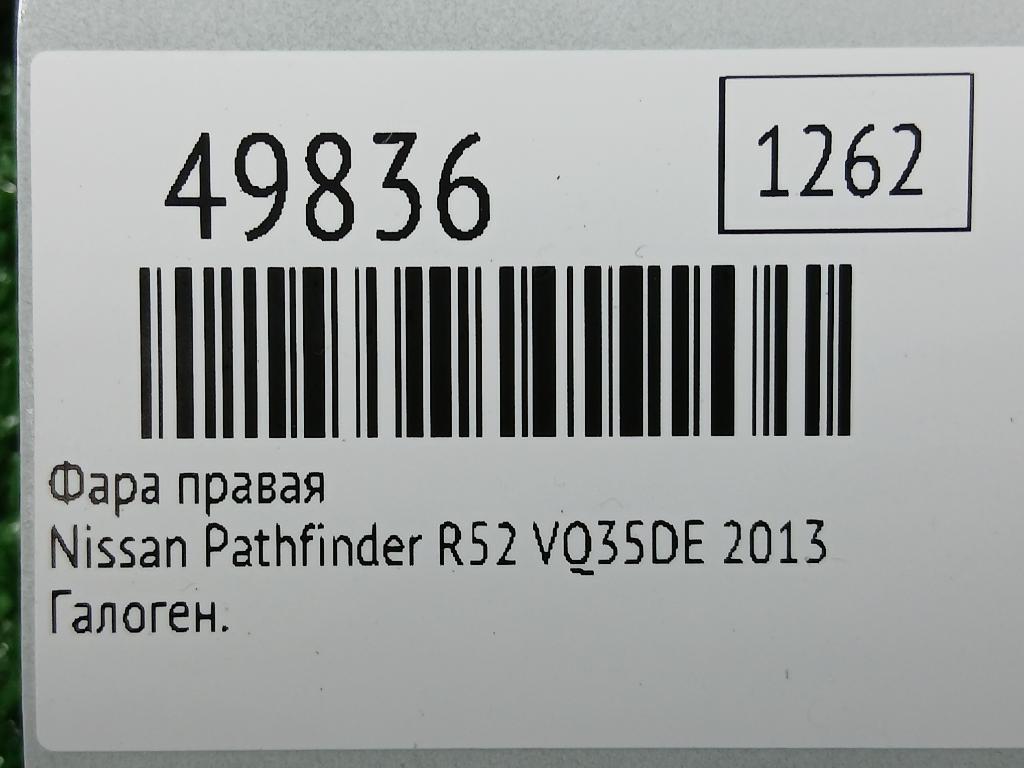 49836
1262
Фара правая
Nissan Pathfinder R52 VQ35DE 2013
Галоген.